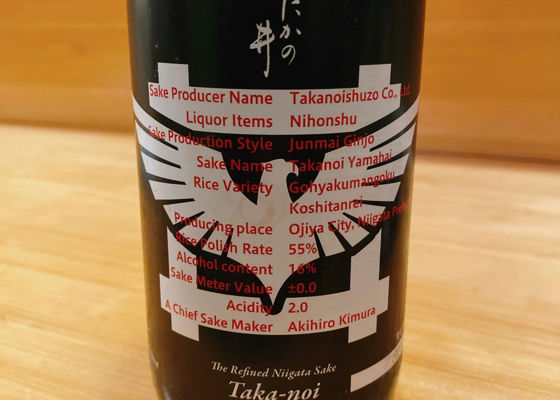 たかの
井
Sake Producer Name Takanoishuzo Co., Ltd.
Liquor Items Nihonshu
Sake Production Style Junmai Ginjo
Sake Name Takanoi Yamahai
Rice Variety Gohyakumangoku
Koshitanrei
Producing place Ojiya City, Niigata
Rice Polish Rate 55%
Alcohol content 16%
Sake Meter Value ±0.0
Acidity 2.0
A Chief Sake Maker Akihiro Kimura
The Refined Niigata Sake
Taka-noi